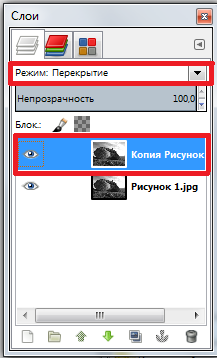 Слои
Режим: Перекрытие
Непрозрачность 100,0
Блок.:
Копия Рисунок
Рисунок 1.jpg